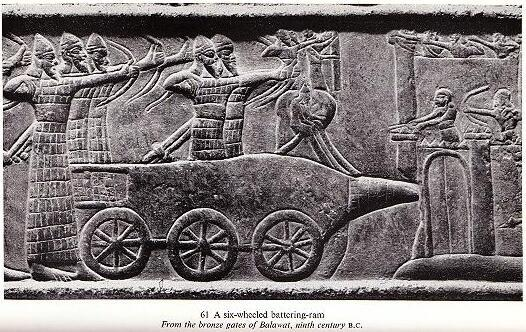 61 A six-wheeled battering-ram
From the bronze gates of Balawat, ninth century B.C.